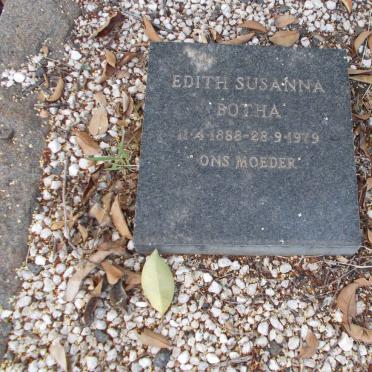 EDITH SUSANNA
BOTHA
11·4·1888-28·9·1979
ONS MOEDER